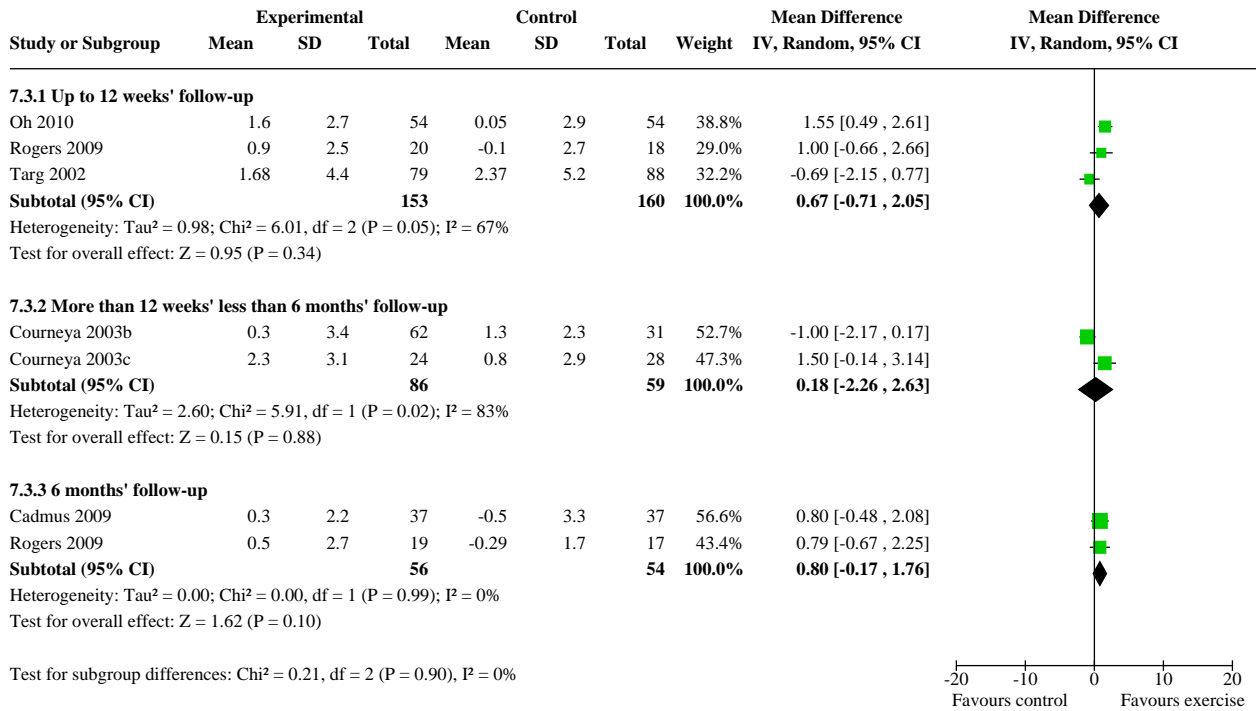 Experimental Control Mean Difference Mean Difference
Study or Subgroup Mean SD Total Mean SD Total Weight IV, Random, 95% CI IV, Random, 95% CI
7.3.1 Up to 12 weeks' follow-up
Oh 2010 1.6 2.7 54 0.05 2.9 54 38.8% 1.55 [0.49 , 2.61]
Rogers 2009 0.9 2.5 20 -0.1 2.7 18 29.0% 1.00 [-0.66 , 2.66]
Targ 2002 1.68 4.4 79 2.37 5.2 88 32.2% -0.69 [-2.15 , 0.77]
Subtotal (95% CI) 153 160 100.0% 0.67 [-0.71 , 2.05]
Heterogeneity: Tau² = 0.98; Chi² = 6.01, df = 2 (P = 0.05); I² = 67%
Test for overall effect: Z = 0.95 (P = 0.34)
7.3.2 More than 12 weeks' less than 6 months' follow-up
Courneya 2003b 0.3 3.4 62 1.3 2.3 31 52.7% -1.00 [-2.17 , 0.17]
Courneya 2003c 2.3 3.1 24 0.8 2.9 28 47.3% 1.50 [-0.14 , 3.14]
Subtotal (95% CI) 86 59 100.0% 0.18 [-2.26 , 2.63]
Heterogeneity: Tau² = 2.60; Chi² = 5.91, df = 1 (P = 0.02); I² = 83%
Test for overall effect: Z = 0.15 (P = 0.88)
7.3.3 6 months' follow-up
Cadmus 2009 0.3 2.2 37 -0.5 3.3 37 56.6% 0.80 [-0.48 , 2.08]
Rogers 2009 0.5 2.7 19 -0.29 1.7 17 43.4% 0.79 [-0.67 , 2.25]
Subtotal (95% CI) 56 54 100.0% 0.80 [-0.17 , 1.76]
Heterogeneity: Tau² = 0.00; Chi² = 0.00, df = 1 (P = 0.99); I² = 0%
Test for overall effect: Z = 1.62 (P = 0.10)
Test for subgroup differences: Chi² = 0.21, df = 2 (P = 0.90), I² = 0%
-20 -10 0 10 20
Favours control Favours exercise